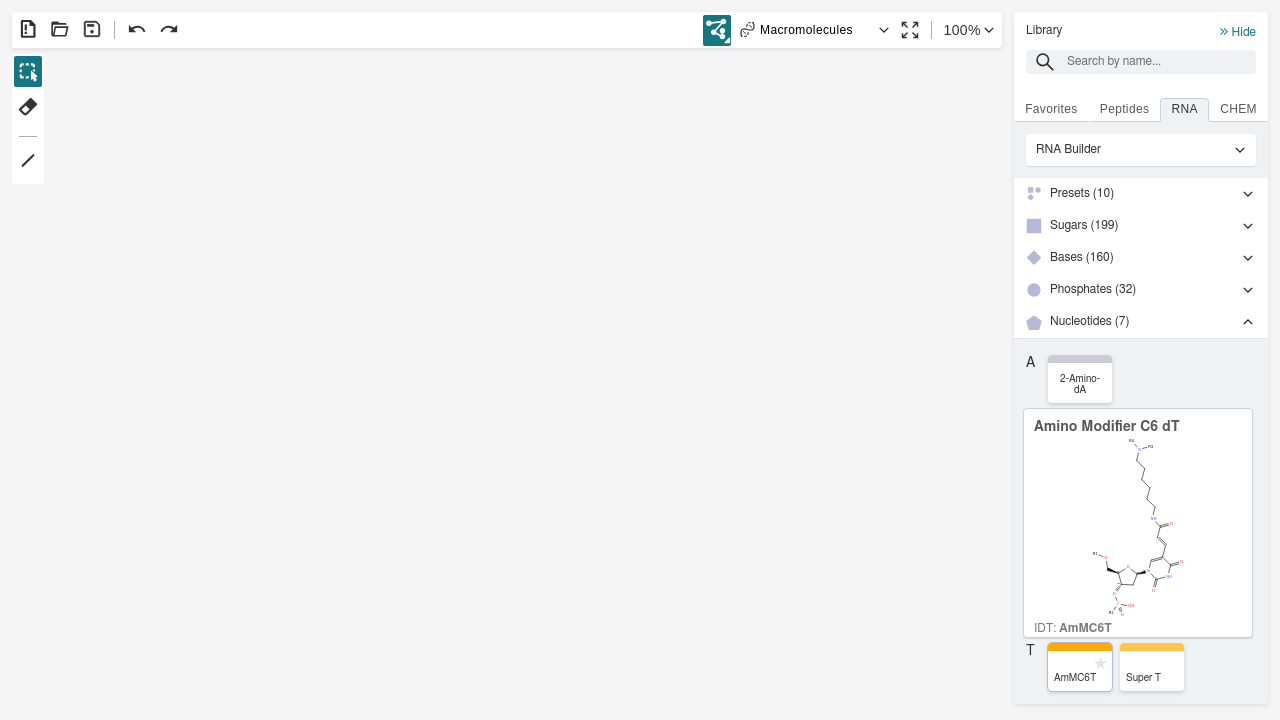 Macromolecules
100%
Library
Hide
Search by name...
Favorites
Peptides
RNA
CHEM
RNA Builder
Presets (10)
Sugars (199)
Bases (160)
Phosphates (32)
Nucleotides (7)
A
2-Amino-
dA
Amino Modifier C6 dT
IDT: AmMC6T
T
AmMC6T
Super T